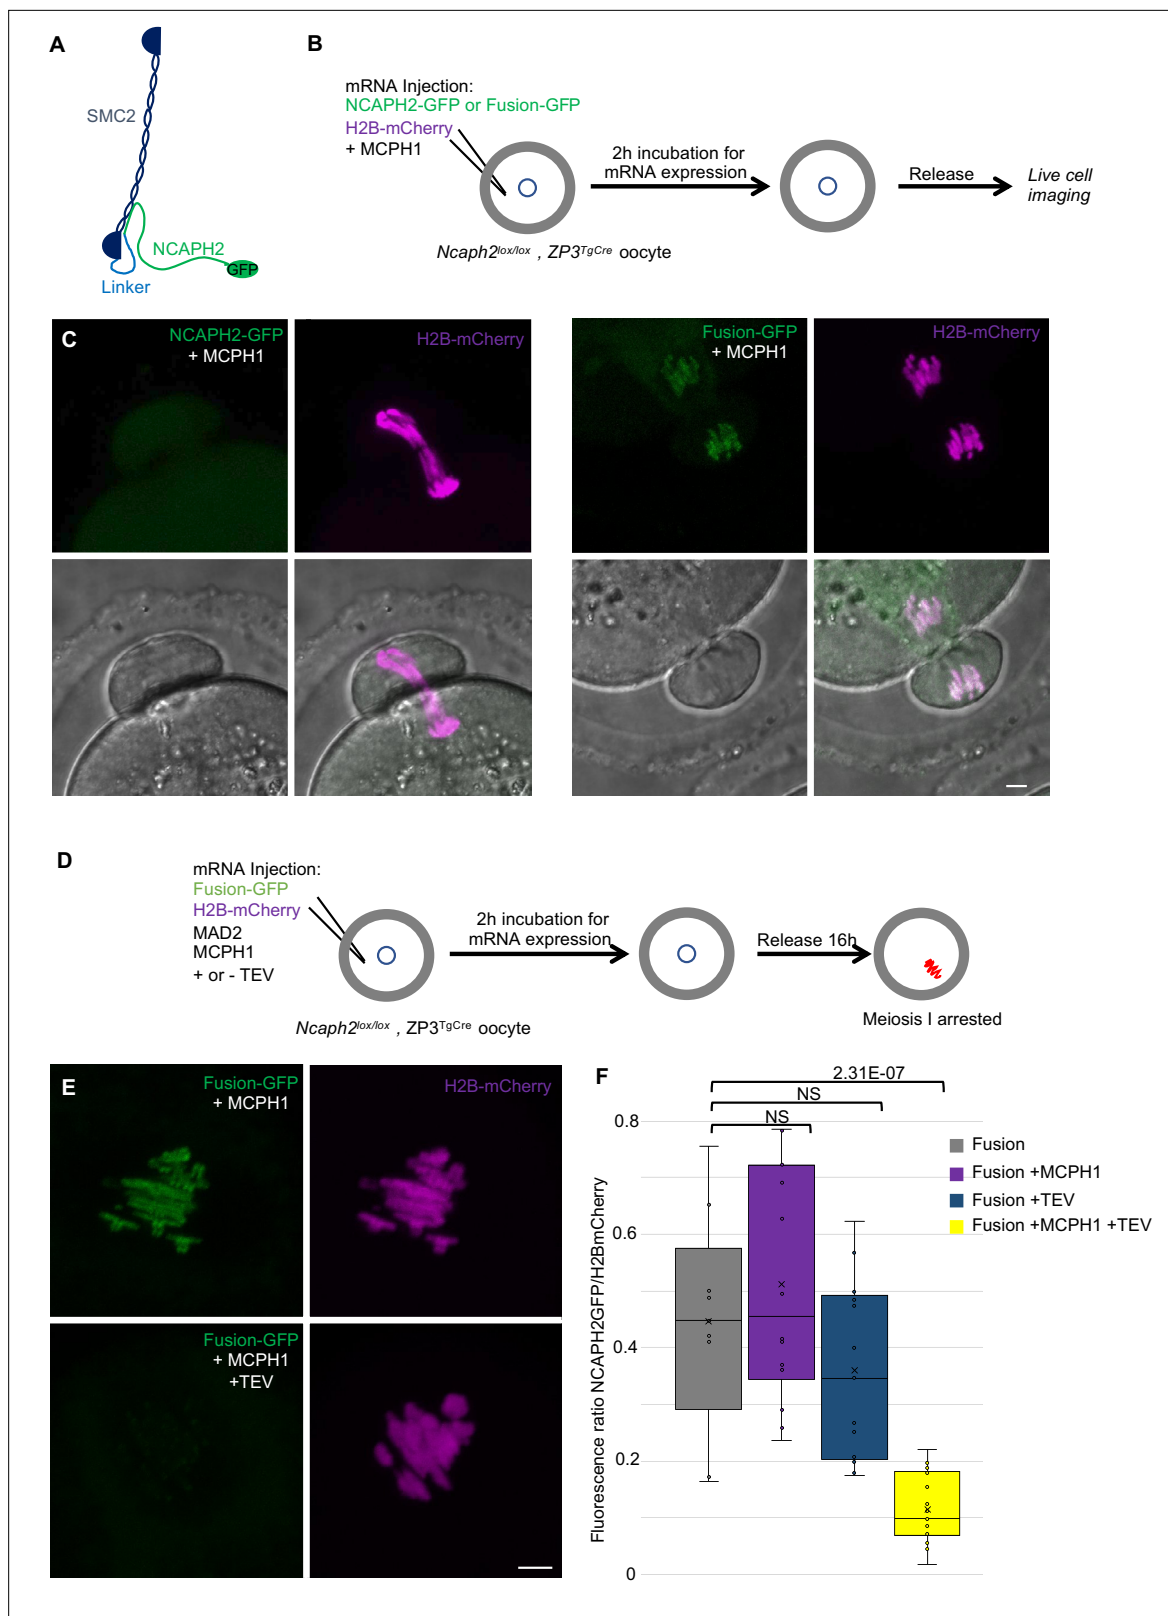 A
SMC2
NCAPH2
GFP
Linker
B
mRNA Injection:
NCAPH2-GFP or Fusion-GFP
H2B-mCherry
+ MCPH1
2h incubation for
mRNA expression
Release
Live cell
imaging
Ncaph2lox/lox , ZP3TgCre oocyte
C
NCAPH2-GFP
+ MCPH1
H2B-mCherry
Fusion-GFP
+ MCPH1
H2B-mCherry
D
mRNA Injection:
Fusion-GFP
H2B-mCherry
MAD2
MCPH1
+ or - TEV
2h incubation for
mRNA expression
Release 16h
Ncaph2lox/lox , ZP3TgCre oocyte
Meiosis I arrested
E
Fusion-GFP
+ MCPH1
H2B-mCherry
Fusion-GFP
+ MCPH1
+TEV
F
2.31E-07
NS
NS
Fluorescence ratio NCAPH2GFP/H2BmCherry
0.8
0.6
0.4
0.2
0
Fusion
Fusion +MCPH1
Fusion +TEV
Fusion +MCPH1 +TEV